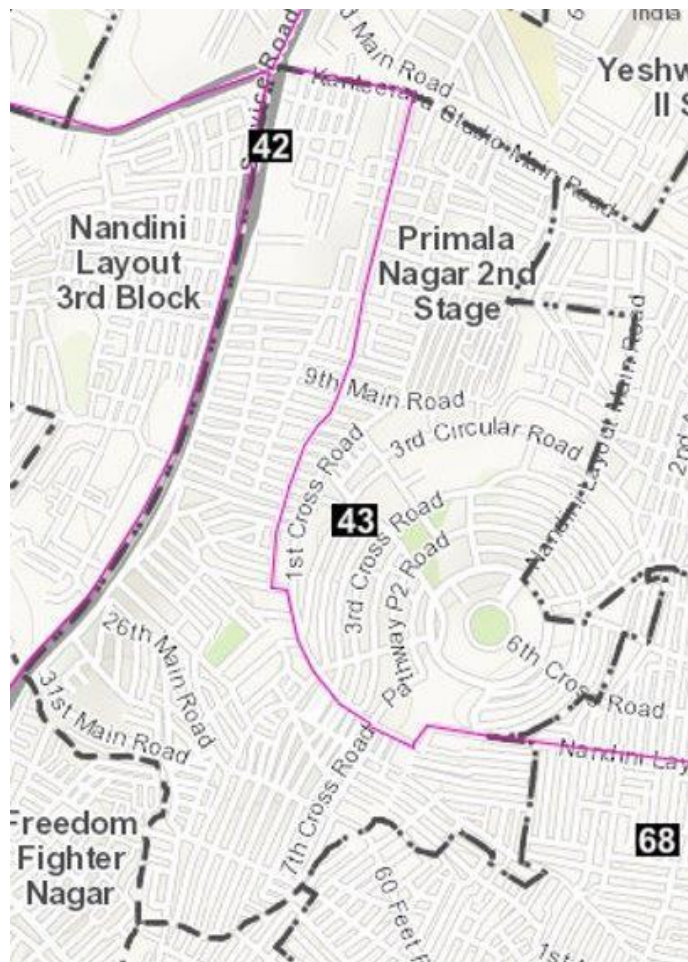 India
Main Road
Kanteerava Studio Main Road
Yeshw
II S
Service Road
42
Nandini
Layout
3rd Block
Primala
Nagar 2nd
Stage
9th Main Road
3rd Circular Road
Nandini Layout Main Road
1st Cross Road
43
3rd Cross Road
P2 Road
6th Cross Road
26th Main Road
31st Main Road
Nandini Lay
7th Cross Road
Freedom
Fighter
Nagar
68
60 Feet
1st